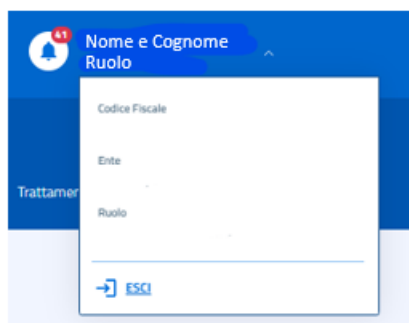 41
Nome e Cognome
Ruolo
Codice Fiscale
Ente
Trattamer
Ruolo
ESCI